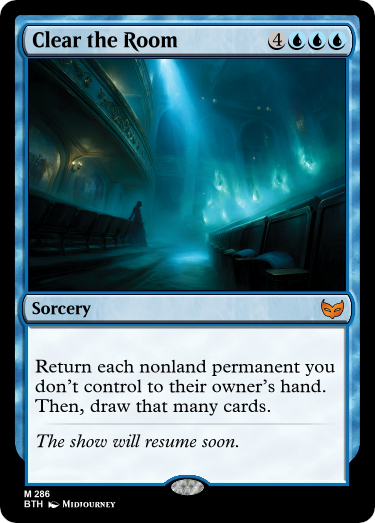 Clear the Room 4
Sorcery
Return each nonland permanent you
don't control to their owner's hand.
Then, draw that many cards.
The show will resume soon.
M 286
BTH Midjourney